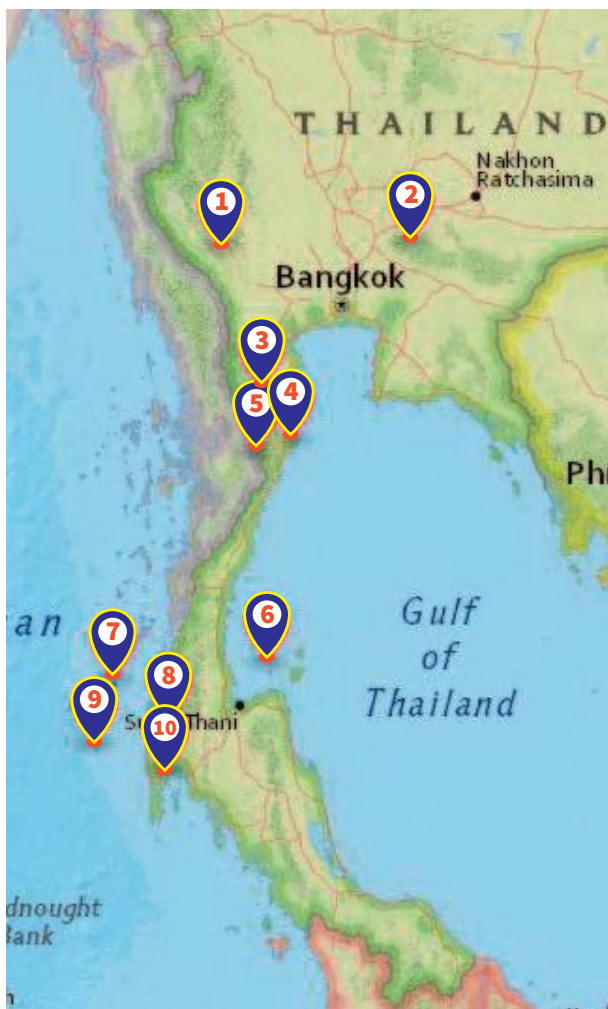 THAILAND
Nakhon
Ratchasima
1
2
Bangkok
3
4
5
Gulf
of
Thailand
an
6
7
8
9
Thani
10
dnought
Bank